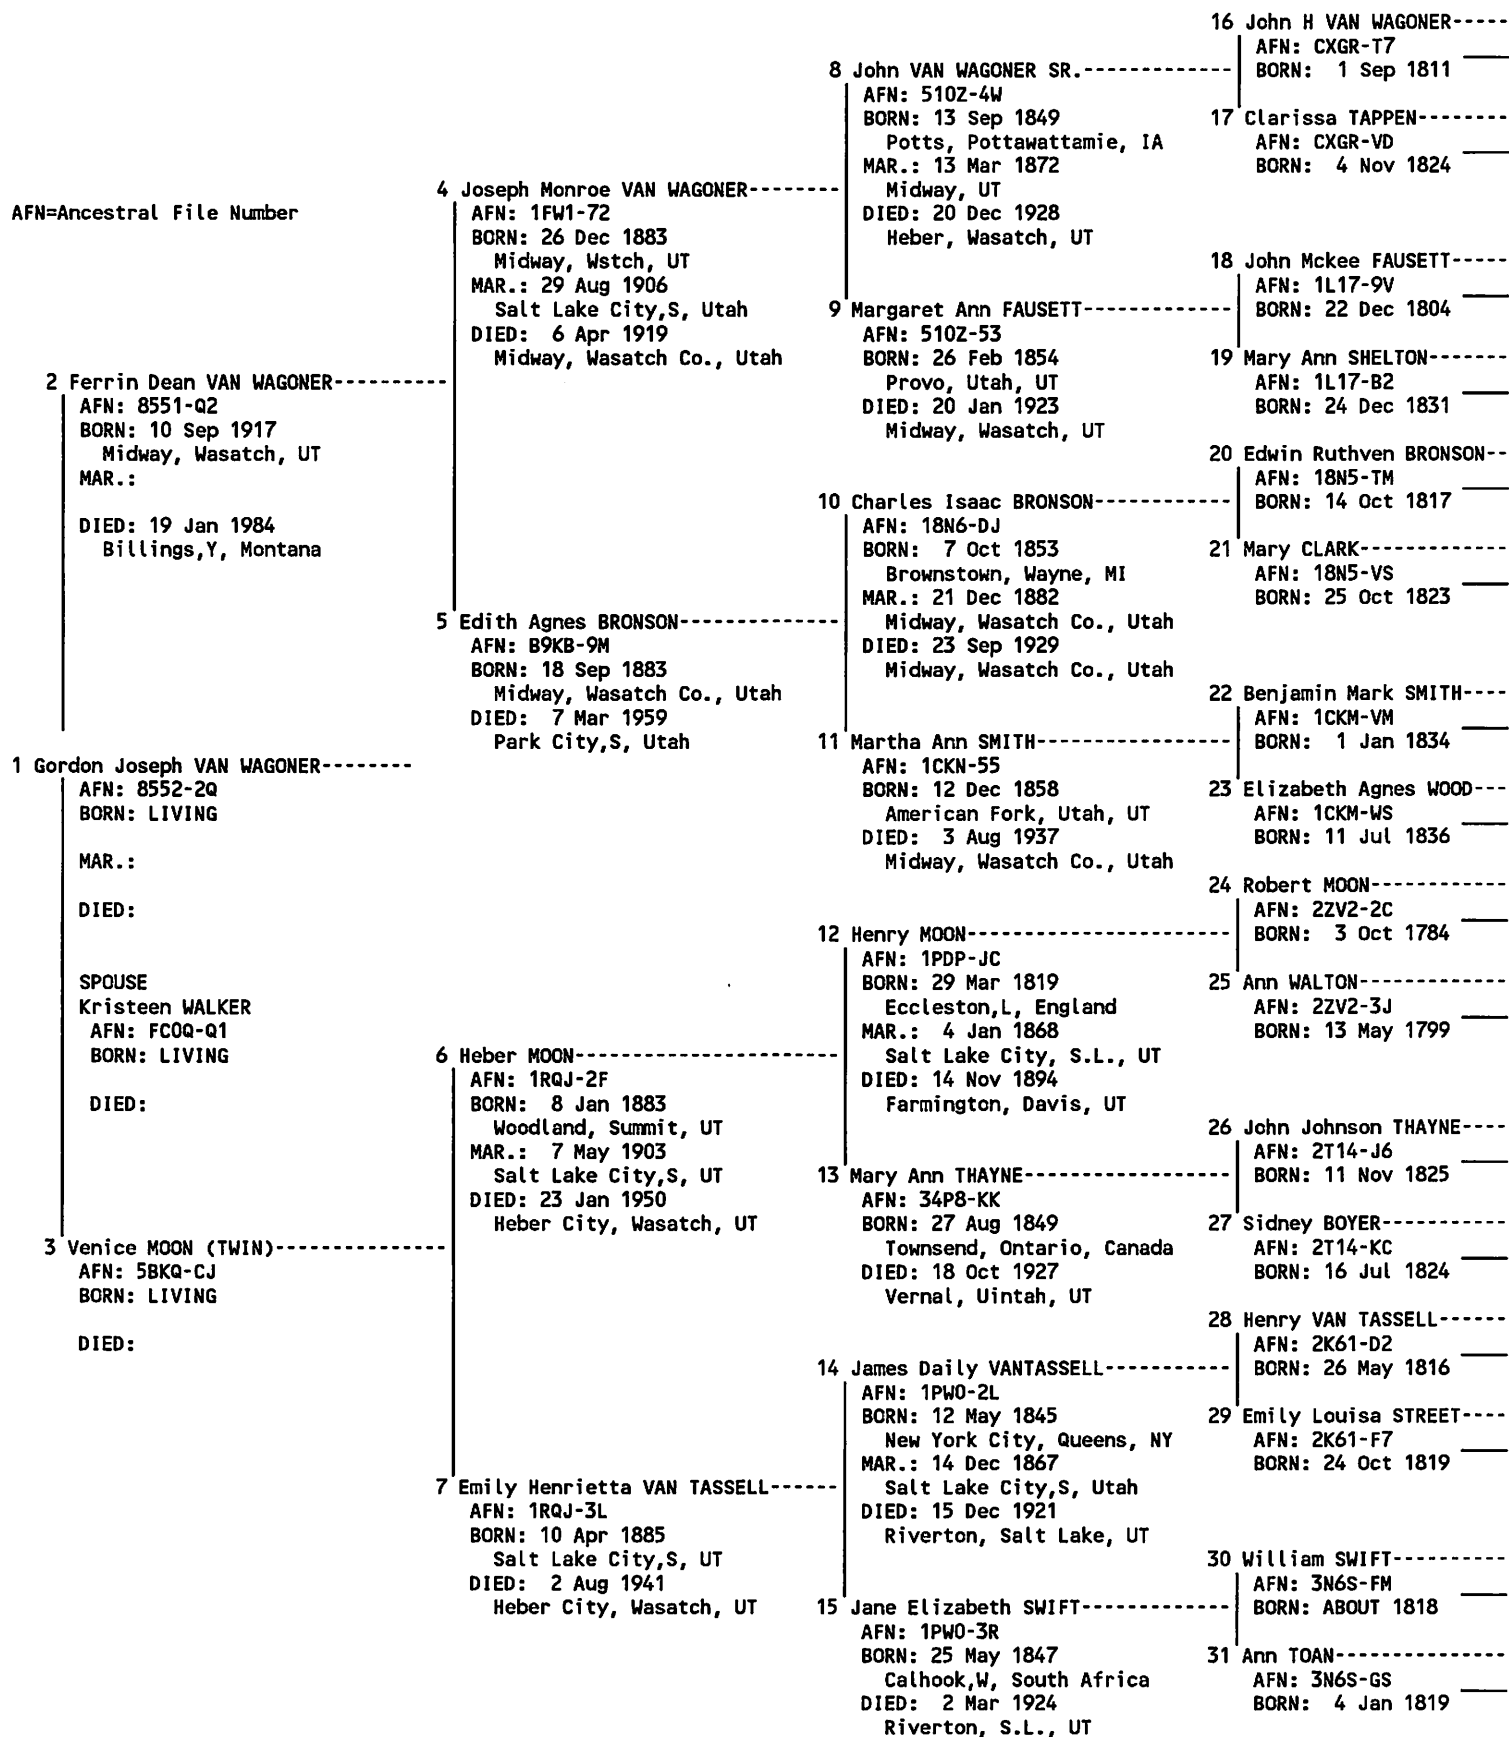 AFN=Ancestral File Number
1 Gordon Joseph VAN WAGONER--------
AFN: 8552-2Q
BORN: LIVING
MAR.:
DIED:
SPOUSE
Kristeen WALKER
AFN: FC0Q-Q1
BORN: LIVING
DIED:
2 Ferrin Dean VAN WAGONER----------
AFN: 8551-Q2
BORN: 10 Sep 1917
Midway, Wasatch, UT
MAR.:
DIED: 19 Jan 1984
Billings,Y, Montana
3 Venice MOON (TWIN)---------------
AFN: 5BKQ-CJ
BORN: LIVING
DIED:
4 Joseph Monroe VAN WAGONER--------
AFN: 1FW1-72
BORN: 26 Dec 1883
Midway, Wstch, UT
MAR.: 29 Aug 1906
Salt Lake City,S, Utah
DIED:  6 Apr 1919
Midway, Wasatch Co., Utah
5 Edith Agnes BRONSON--------------
AFN: B9KB-9M
BORN: 18 Sep 1883
Midway, Wasatch Co., Utah
DIED:  7 Mar 1959
Park City,S, Utah
6 Heber MOON-----------------------
AFN: 1RQJ-2F
BORN:  8 Jan 1883
Woodland, Summit, UT
MAR.:  7 May 1903
Salt Lake City,S, UT
DIED: 23 Jan 1950
Heber City, Wasatch, UT
7 Emily Henrietta VAN TASSELL------
AFN: 1RQJ-3L
BORN: 10 Apr 1885
Salt Lake City,S, UT
DIED:  2 Aug 1941
Heber City, Wasatch, UT
8 John VAN WAGONER SR.-------------
AFN: 510Z-4W
BORN: 13 Sep 1849
Potts, Pottawattamie, IA
MAR.: 13 Mar 1872
Midway, UT
DIED: 20 Dec 1928
Heber, Wasatch, UT
9 Margaret Ann FAUSETT-------------
AFN: 510Z-53
BORN: 26 Feb 1854
Provo, Utah, UT
DIED: 20 Jan 1923
Midway, Wasatch, UT
10 Charles Isaac BRONSON------------
AFN: 18N6-DJ
BORN:  7 Oct 1853
Brownstown, Wayne, MI
MAR.: 21 Dec 1882
Midway, Wasatch Co., Utah
DIED: 23 Sep 1929
Midway, Wasatch Co., Utah
11 Martha Ann SMITH-----------------
AFN: 1CKN-55
BORN: 12 Dec 1858
American Fork, Utah, UT
DIED:  3 Aug 1937
Midway, Wasatch Co., Utah
12 Henry MOON-----------------------
AFN: 1PDP-JC
BORN: 29 Mar 1819
Eccleston,L, England
MAR.:  4 Jan 1868
Salt Lake City, S.L., UT
DIED: 14 Nov 1894
Farmington, Davis, UT
13 Mary Ann THAYNE------------------
AFN: 34P8-KK
BORN: 27 Aug 1849
Townsend, Ontario, Canada
DIED: 18 Oct 1927
Vernal, Uintah, UT
14 James Daily VANTASSELL-----------
AFN: 1PW0-2L
BORN: 12 May 1845
New York City, Queens, NY
MAR.: 14 Dec 1867
Salt Lake City,S, Utah
DIED: 15 Dec 1921
Riverton, Salt Lake, UT
15 Jane Elizabeth SWIFT-------------
AFN: 1PW0-3R
BORN: 25 May 1847
Calhook,W, South Africa
DIED:  2 Mar 1924
Riverton, S.L., UT
16 John H VAN WAGONER-----
AFN: CXGR-T7
BORN:  1 Sep 1811
17 Clarissa TAPPEN--------
AFN: CXGR-VD
BORN:  4 Nov 1824
18 John Mckee FAUSETT-----
AFN: 1L17-9V
BORN: 22 Dec 1804
19 Mary Ann SHELTON-------
AFN: 1L17-B2
BORN: 24 Dec 1831
20 Edwin Ruthven BRONSON--
AFN: 18N5-TM
BORN: 14 Oct 1817
21 Mary CLARK-------------
AFN: 18N5-VS
BORN: 25 Oct 1823
22 Benjamin Mark SMITH----
AFN: 1CKM-VM
BORN:  1 Jan 1834
23 Elizabeth Agnes WOOD---
AFN: 1CKM-WS
BORN: 11 Jul 1836
24 Robert MOON------------
AFN: 2ZV2-2C
BORN:  3 Oct 1784
25 Ann WALTON-------------
AFN: 2ZV2-3J
BORN: 13 May 1799
26 John Johnson THAYNE----
AFN: 2T14-J6
BORN: 11 Nov 1825
27 Sidney BOYER-----------
AFN: 2T14-KC
BORN: 16 Jul 1824
28 Henry VAN TASSELL------
AFN: 2K61-D2
BORN: 26 May 1816
29 Emily Louisa STREET----
AFN: 2K61-F7
BORN: 24 Oct 1819
30 William SWIFT----------
AFN: 3N6S-FM
BORN: ABOUT 1818
31 Ann TOAN---------------
AFN: 3N6S-GS
BORN:  4 Jan 1819